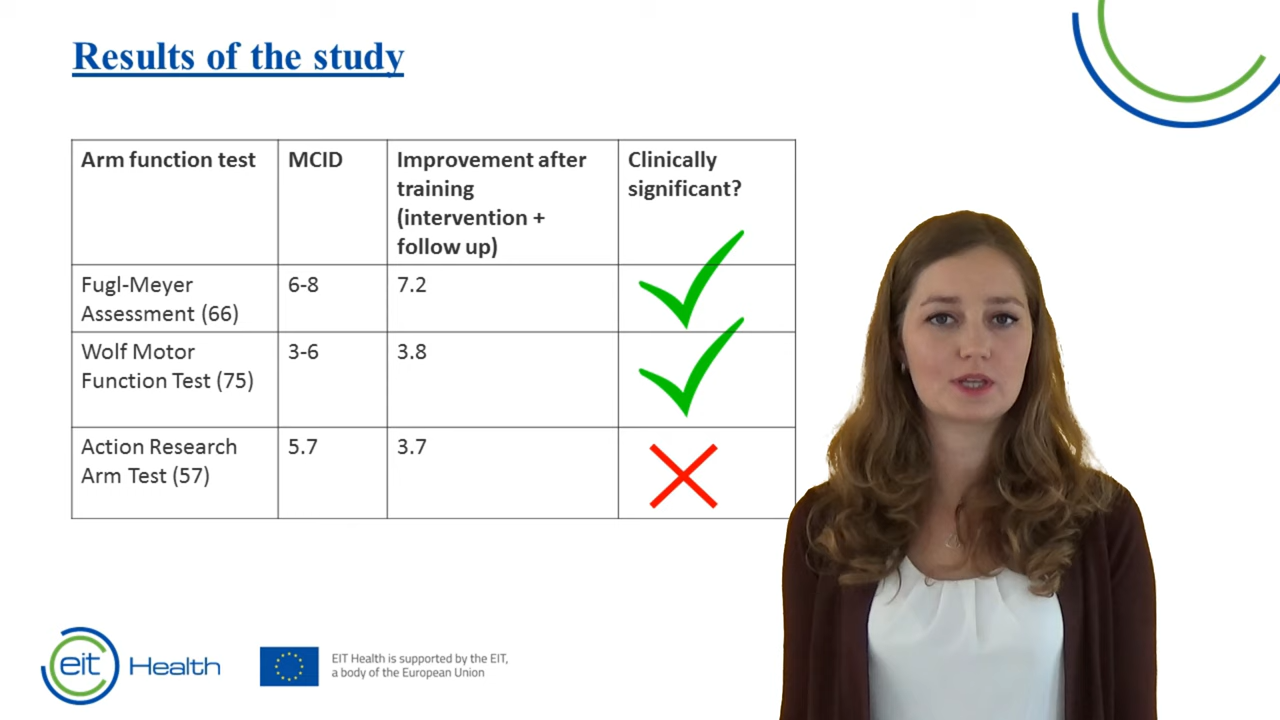 Results of the study
Arm function test
MCID
Improvement after
training
(intervention +
follow up)
Clinically
significant?
Fugl-Meyer
Assessment (66)
6-8
7.2
Wolf Motor
Function Test (75)
3-6
3.8
Action Research
Arm Test (57)
5.7
3.7
eit Health
EIT Health is supported by the EIT,
a body of the European Union